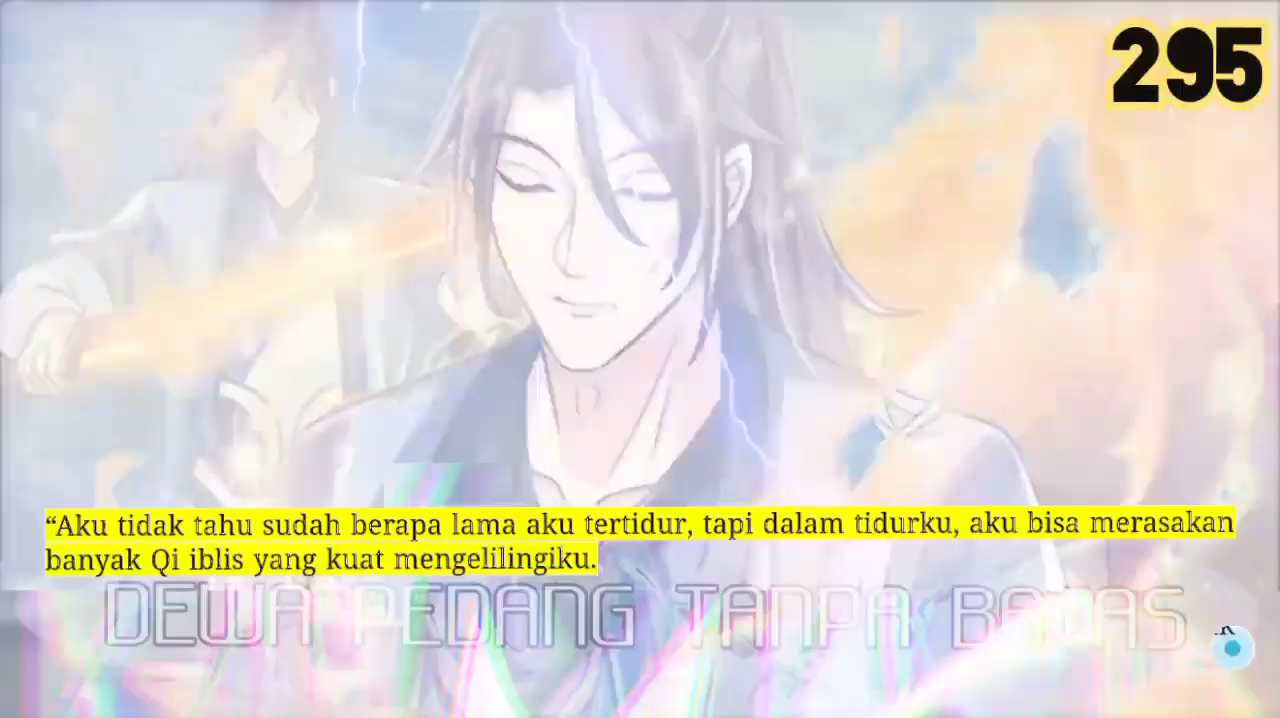 295
“Aku tidak tahu sudah berapa lama aku tertidur, tapi dalam tidurku, aku bisa merasakan
banyak Qi iblis yang kuat mengelilingiku.
DEWA PEDANG TANPA BATAS